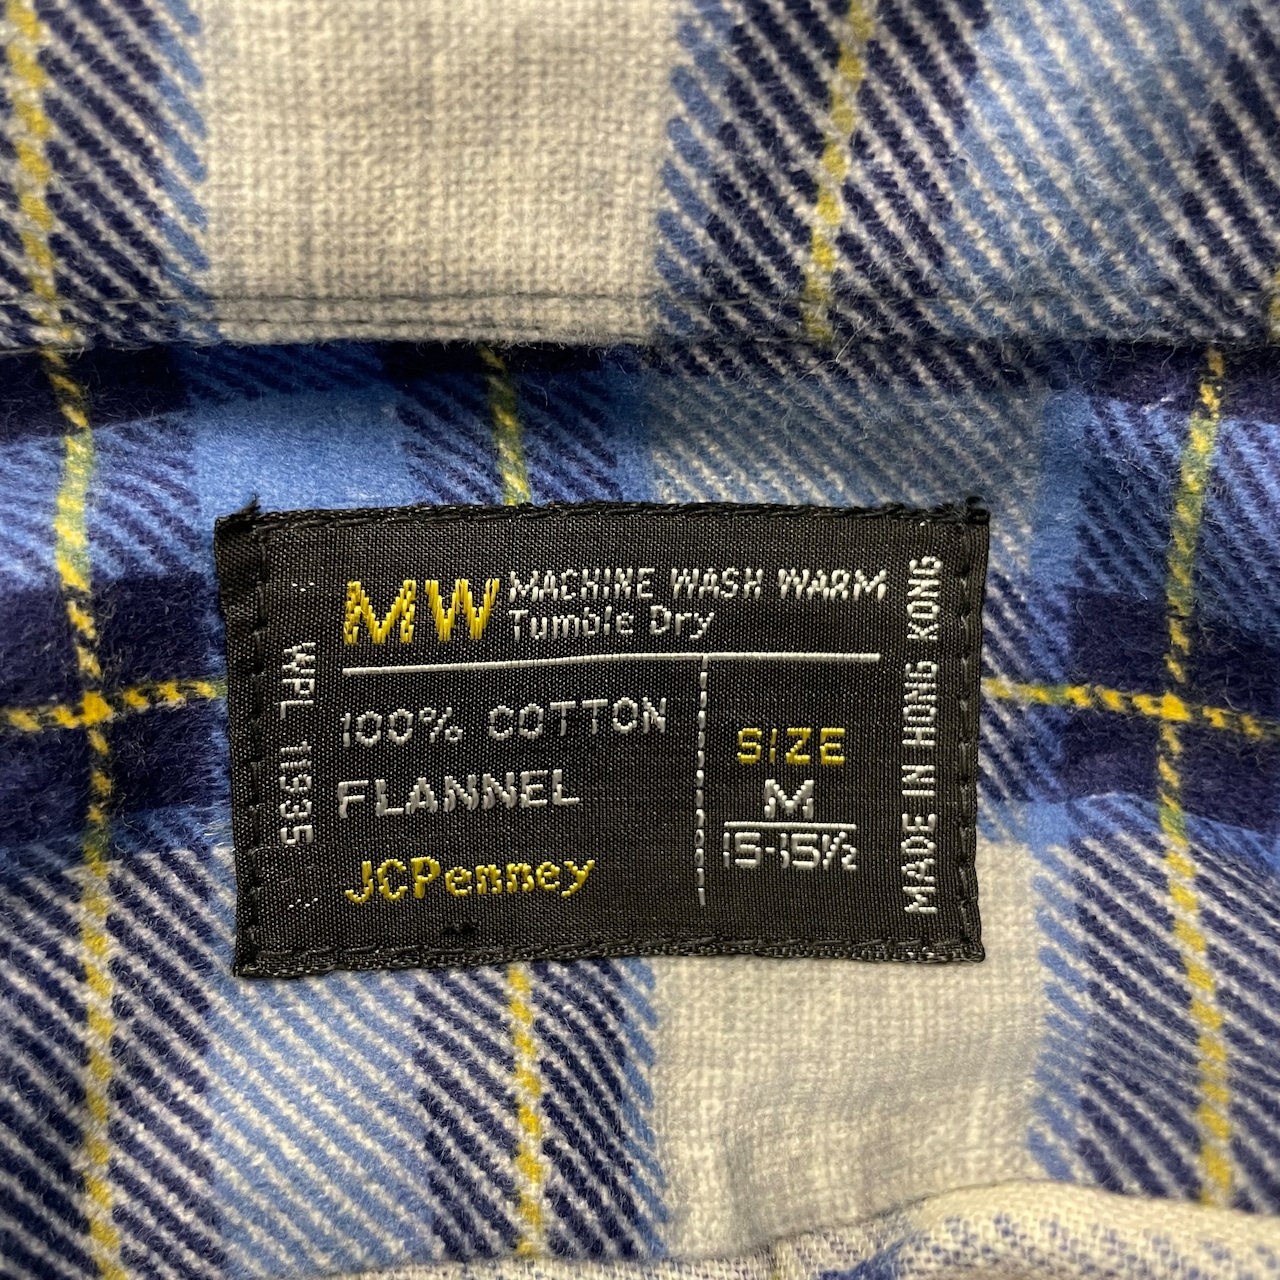 MW MACHINE WASH WARM
Tumble Dry
100% COTTON
FLANNEL
JCPenney
SIZE
M
15-15½
WPL 11935
MADE IN HONG KONG